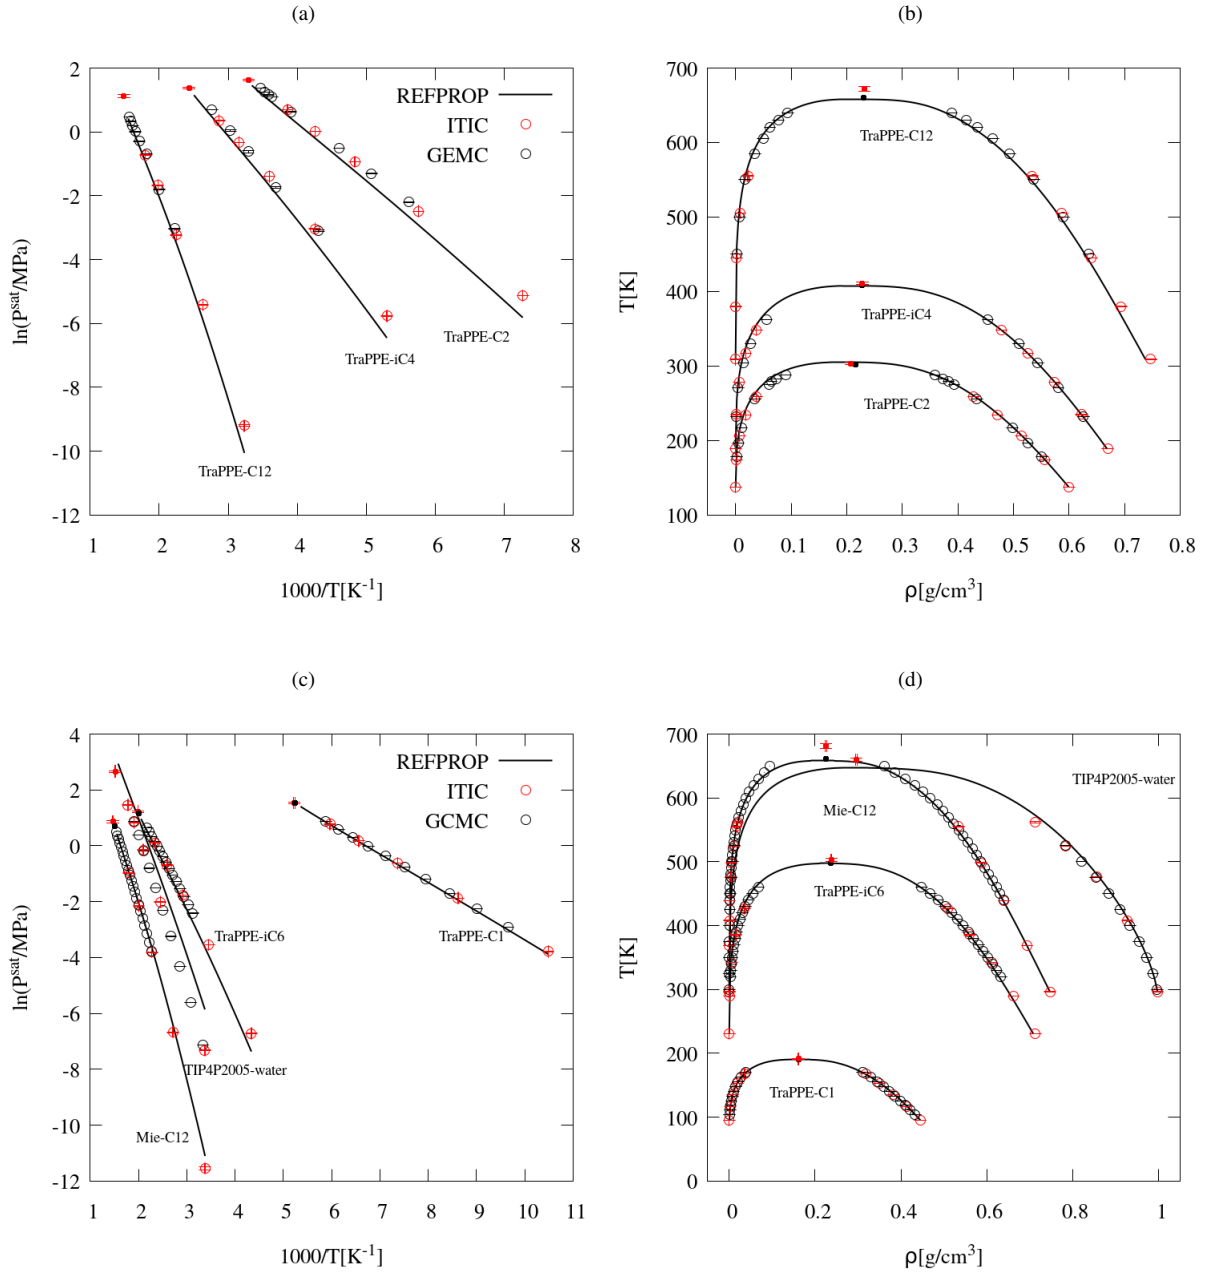 (a)
2
0
-2
-4
-6
-8
-10
-12
1 2 3 4 5 6 7 8
ln(P^sat/MPa)
1000/T[K^-1]
REFPROP
ITIC
GEMC
TraPPE-C2
TraPPE-iC4
TraPPE-C12
(b)
700
600
500
400
300
200
100
0 0.1 0.2 0.3 0.4 0.5 0.6 0.7 0.8
T[K]
ρ[g/cm^3]
TraPPE-C12
TraPPE-iC4
TraPPE-C2
(c)
4
2
0
-2
-4
-6
-8
-10
-12
1 2 3 4 5 6 7 8 9 10 11
ln(P^sat/MPa)
1000/T[K^-1]
REFPROP
ITIC
GCMC
TraPPE-iC6
TraPPE-C1
TIP4P2005-water
Mie-C12
(d)
700
600
500
400
300
200
100
0
0 0.2 0.4 0.6 0.8 1
T[K]
ρ[g/cm^3]
TIP4P2005-water
Mie-C12
TraPPE-iC6
TraPPE-C1